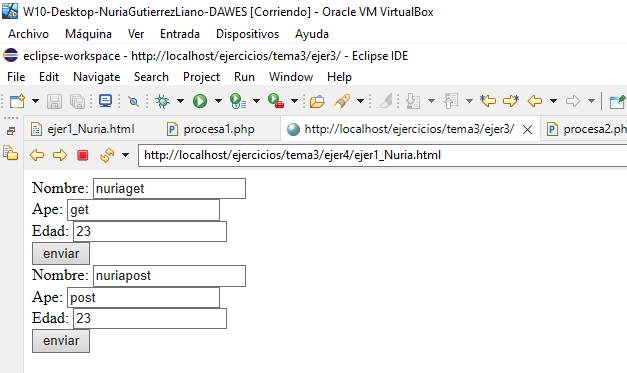 W10-Desktop-NuriaGutierrezLiano-DAWES [Corriendo] - Oracle VM VirtualBox
Archivo Máquina Ver Entrada Dispositivos Ayuda
eclipse-workspace - http://localhost/ejercicios/tema3/ejer3/ - Eclipse IDE
File Edit Navigate Search Project Run Window Help
ejer1_Nuria.html procesa1.php http://localhost/ejercicios/tema3/ejer3/ procesa2.ph
http://localhost/ejercicios/tema3/ejer4/ejer1_Nuria.html
Nombre: nuriaget
Ape: get
Edad: 23
enviar
Nombre: nuriapost
Ape: post
Edad: 23
enviar